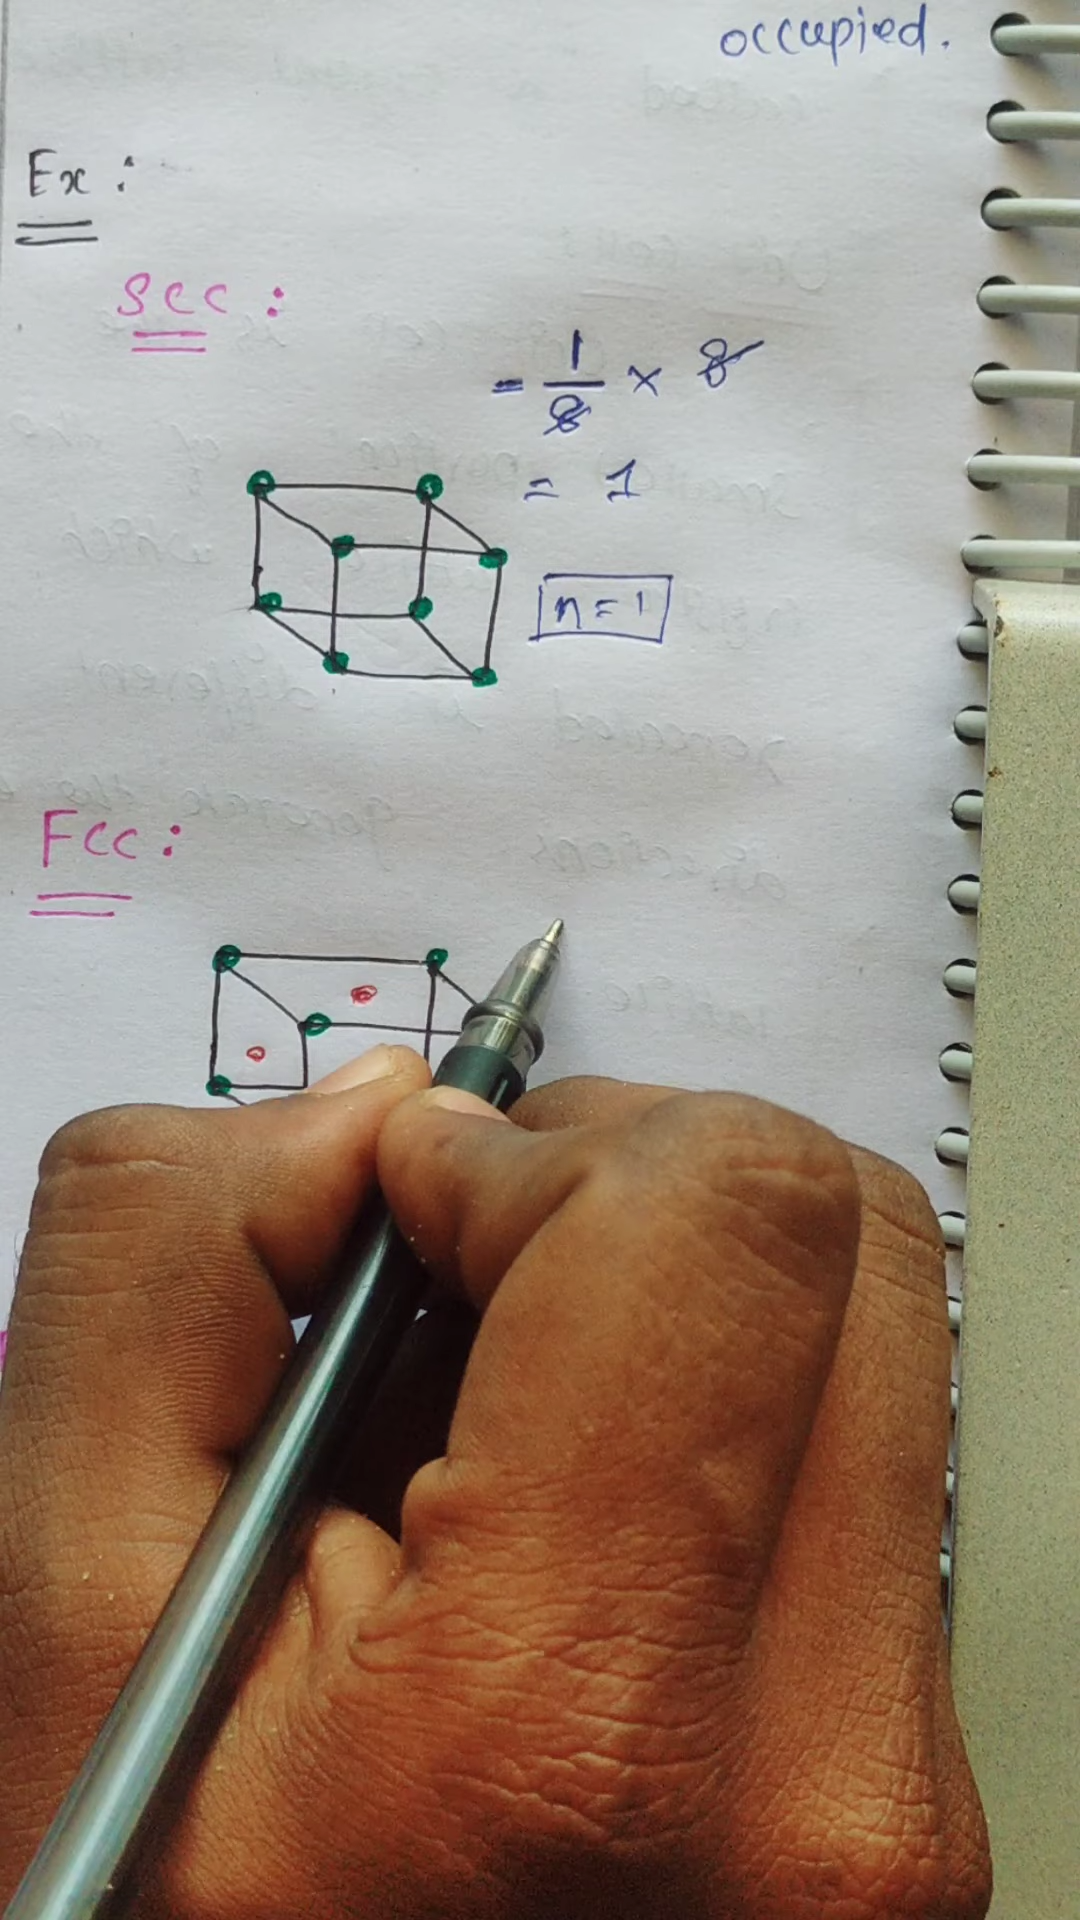 occupied.
Ex :
SCC :
= 1/8 × 8
= 1
n = 1
FCC :